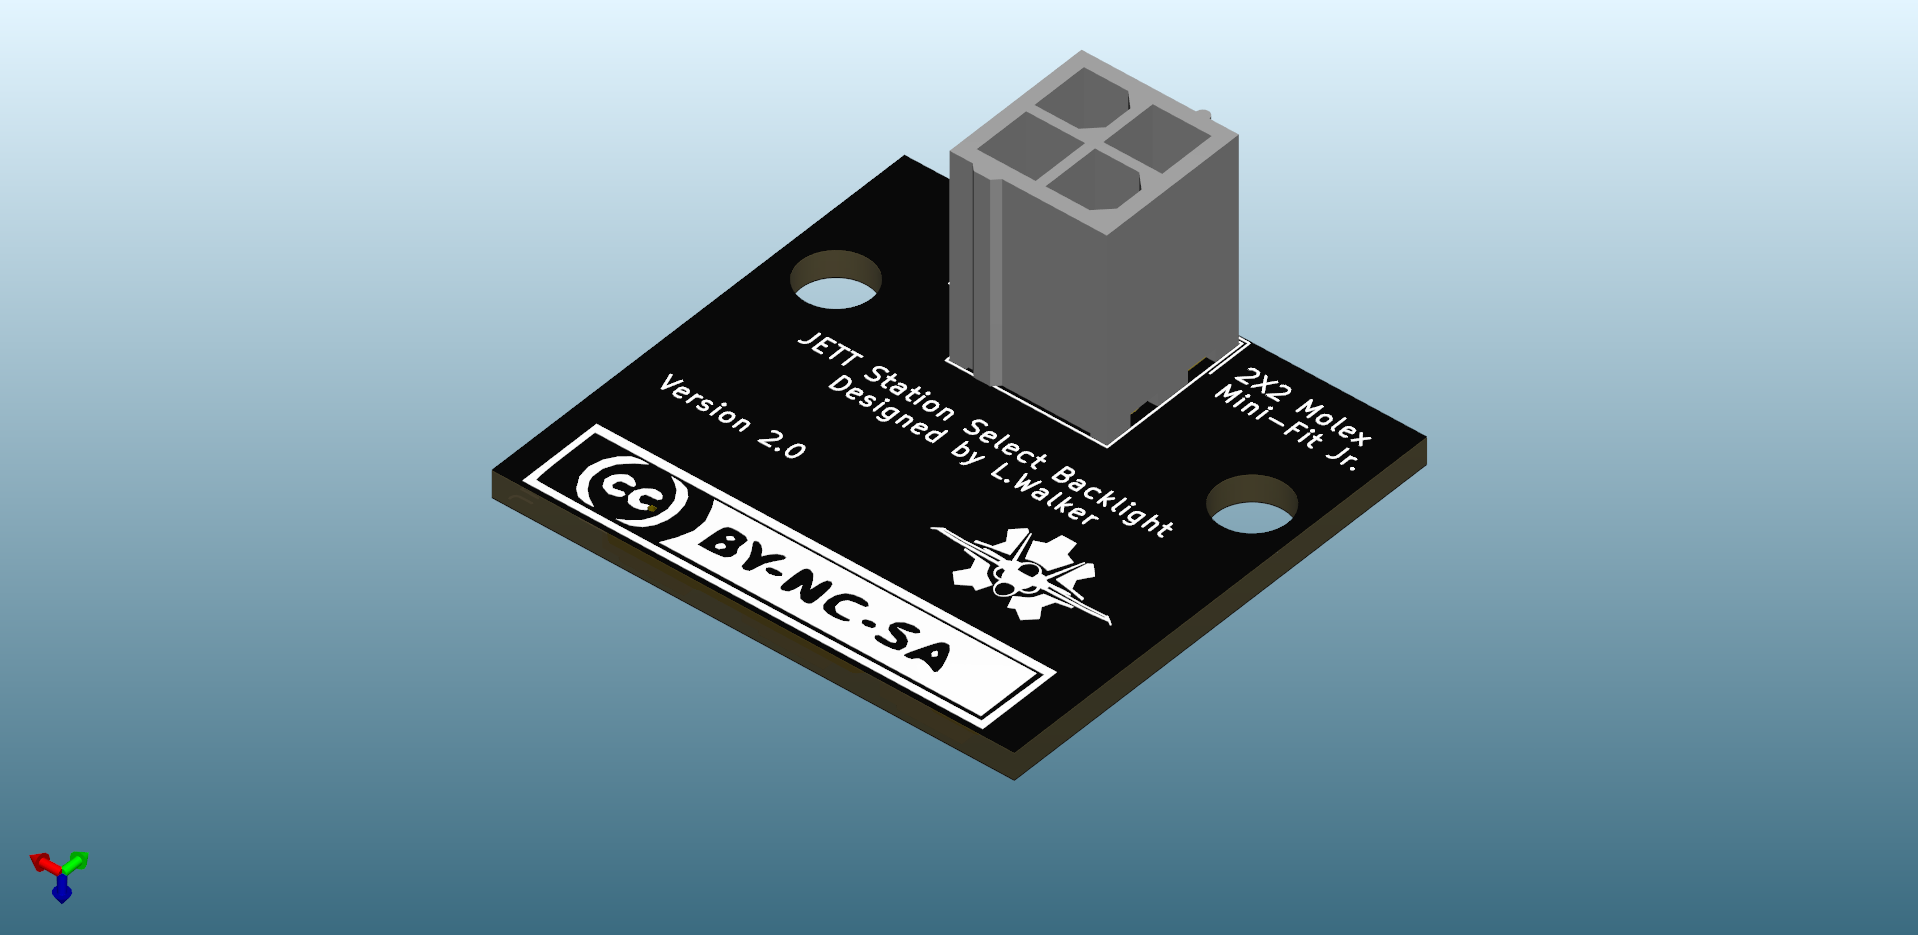 JETT Station Select Backlight
Designed by L.Walker
2X2 Molex
Mini-Fit Jr.
Version 2.0
cc BY-NC-SA